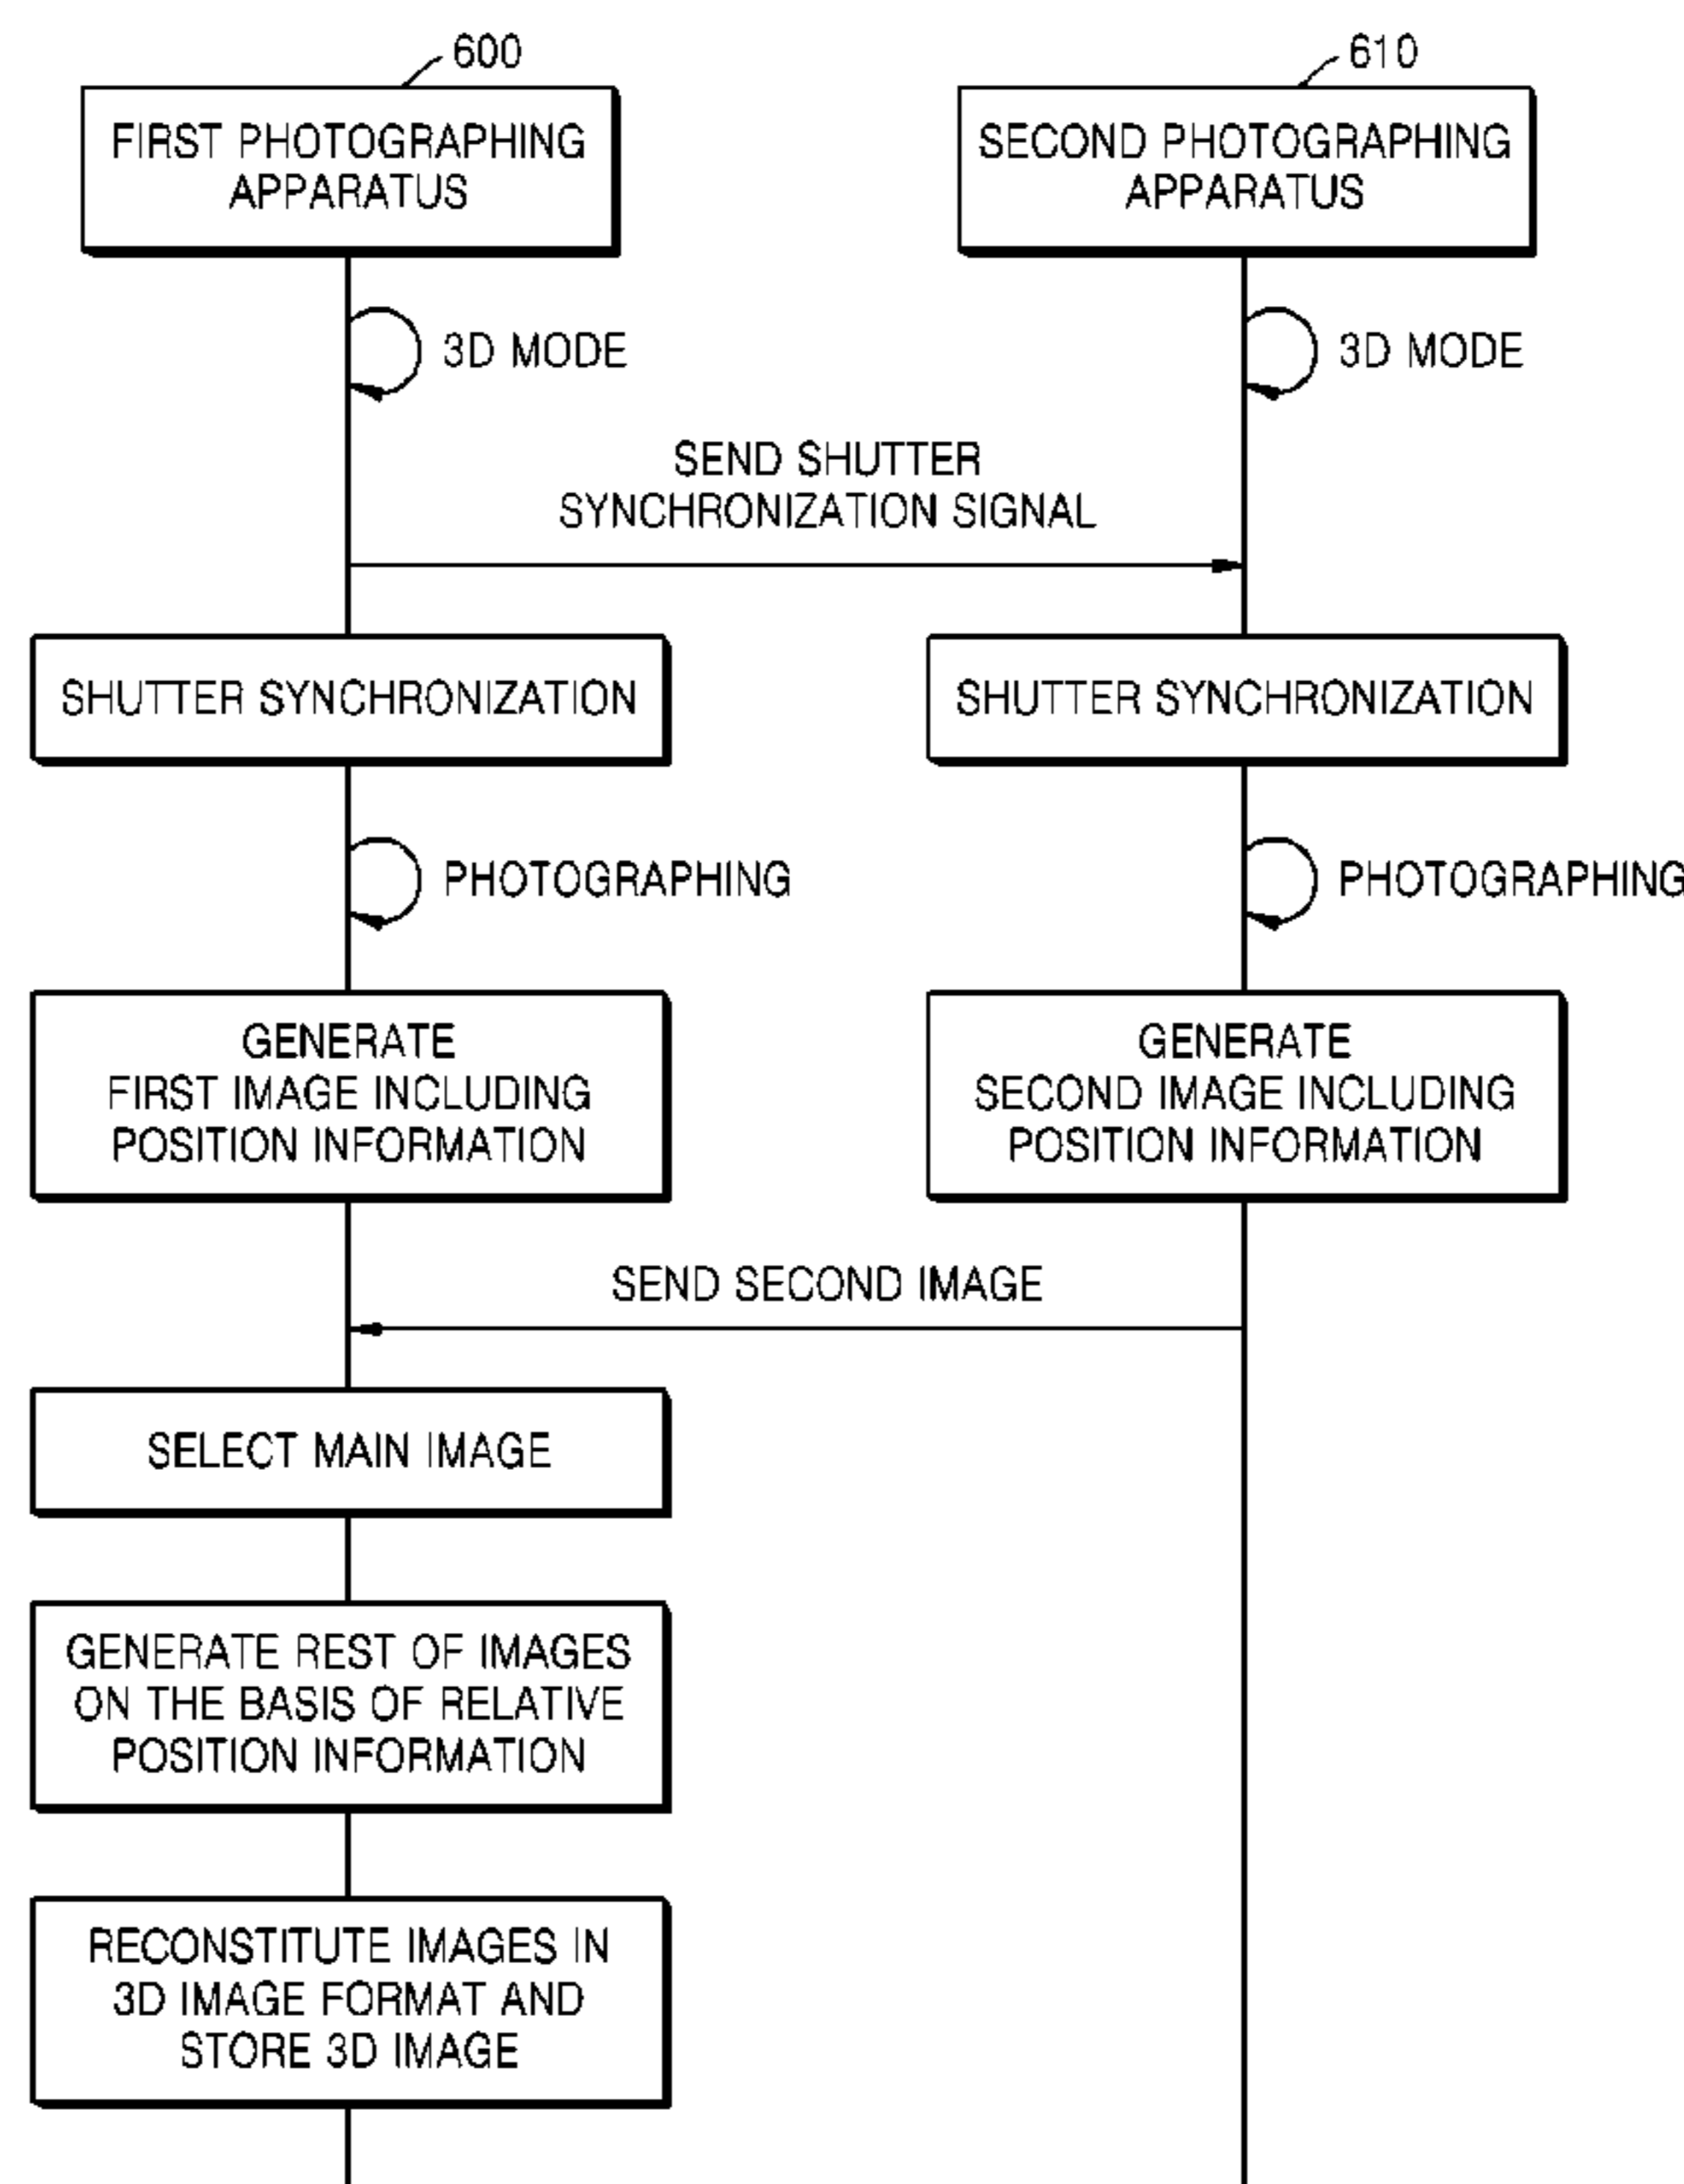 600
610
FIRST PHOTOGRAPHING
APPARATUS
SECOND PHOTOGRAPHING
APPARATUS
3D MODE
3D MODE
SEND SHUTTER
SYNCHRONIZATION SIGNAL
SHUTTER SYNCHRONIZATION
SHUTTER SYNCHRONIZATION
PHOTOGRAPHING
PHOTOGRAPHING
GENERATE
FIRST IMAGE INCLUDING
POSITION INFORMATION
GENERATE
SECOND IMAGE INCLUDING
POSITION INFORMATION
SEND SECOND IMAGE
SELECT MAIN IMAGE
GENERATE REST OF IMAGES
ON THE BASIS OF RELATIVE
POSITION INFORMATION
RECONSTITUTE IMAGES IN
3D IMAGE FORMAT AND
STORE 3D IMAGE